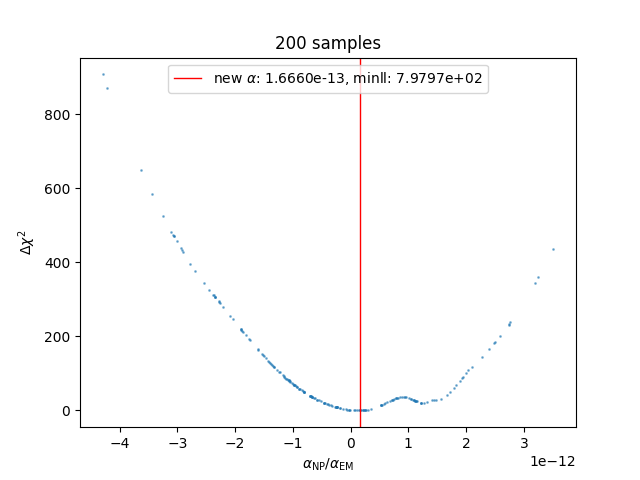 200 samples
new α: 1.6660e-13, minll: 7.9797e+02
Δχ²
800
600
400
200
0
−4 −3 −2 −1 0 1 2 3
1e−12
α_NP/α_EM